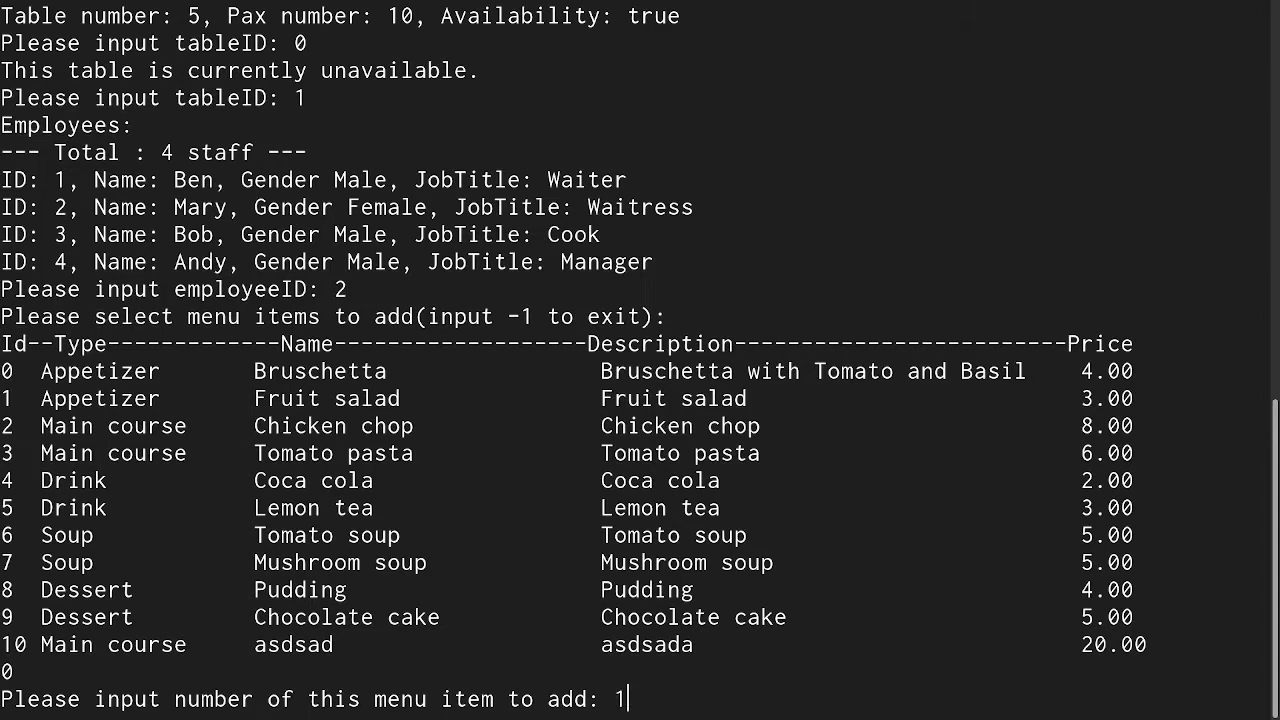 Table number: 5, Pax number: 10, Availability: true
Please input tableID: 0
This table is currently unavailable.
Please input tableID: 1
Employees:
--- Total : 4 staff ---
ID: 1, Name: Ben, Gender Male, JobTitle: Waiter
ID: 2, Name: Mary, Gender Female, JobTitle: Waitress
ID: 3, Name: Bob, Gender Male, JobTitle: Cook
ID: 4, Name: Andy, Gender Male, JobTitle: Manager
Please input employeeID: 2
Please select menu items to add(input -1 to exit):
Id--Type-------------Name-------------------Description-------------------------Price
0  Appetizer       Bruschetta                Bruschetta with Tomato and Basil    4.00
1  Appetizer       Fruit salad               Fruit salad                         3.00
2  Main course     Chicken chop              Chicken chop                        8.00
3  Main course     Tomato pasta              Tomato pasta                        6.00
4  Drink           Coca cola                 Coca cola                           2.00
5  Drink           Lemon tea                 Lemon tea                           3.00
6  Soup            Tomato soup               Tomato soup                         5.00
7  Soup            Mushroom soup             Mushroom soup                       5.00
8  Dessert         Pudding                   Pudding                             4.00
9  Dessert         Chocolate cake            Chocolate cake                      5.00
10 Main course     asdsad                    asdsada                             20.00
0
Please input number of this menu item to add: 1